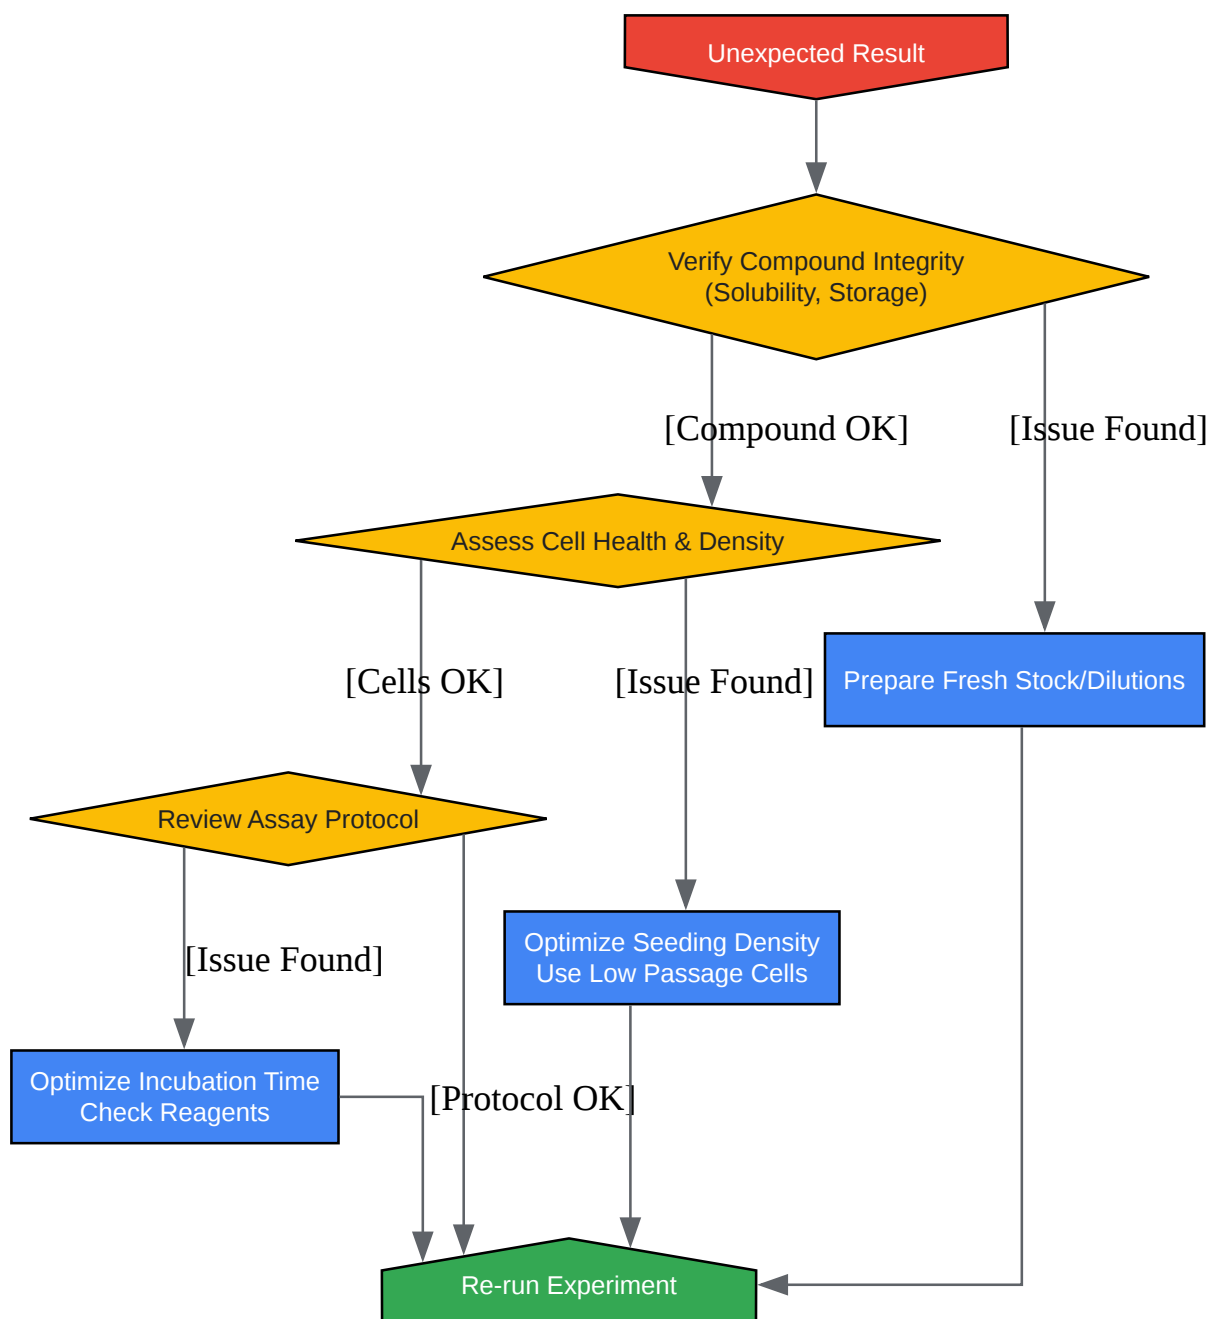 Unexpected Result
Verify Compound Integrity
(Solubility, Storage)
[Compound OK]
[Issue Found]
Assess Cell Health & Density
[Cells OK]
[Issue Found]
Prepare Fresh Stock/Dilutions
Review Assay Protocol
Optimize Seeding Density
Use Low Passage Cells
[Issue Found]
Optimize Incubation Time
Check Reagents
[Protocol OK]
Re-run Experiment